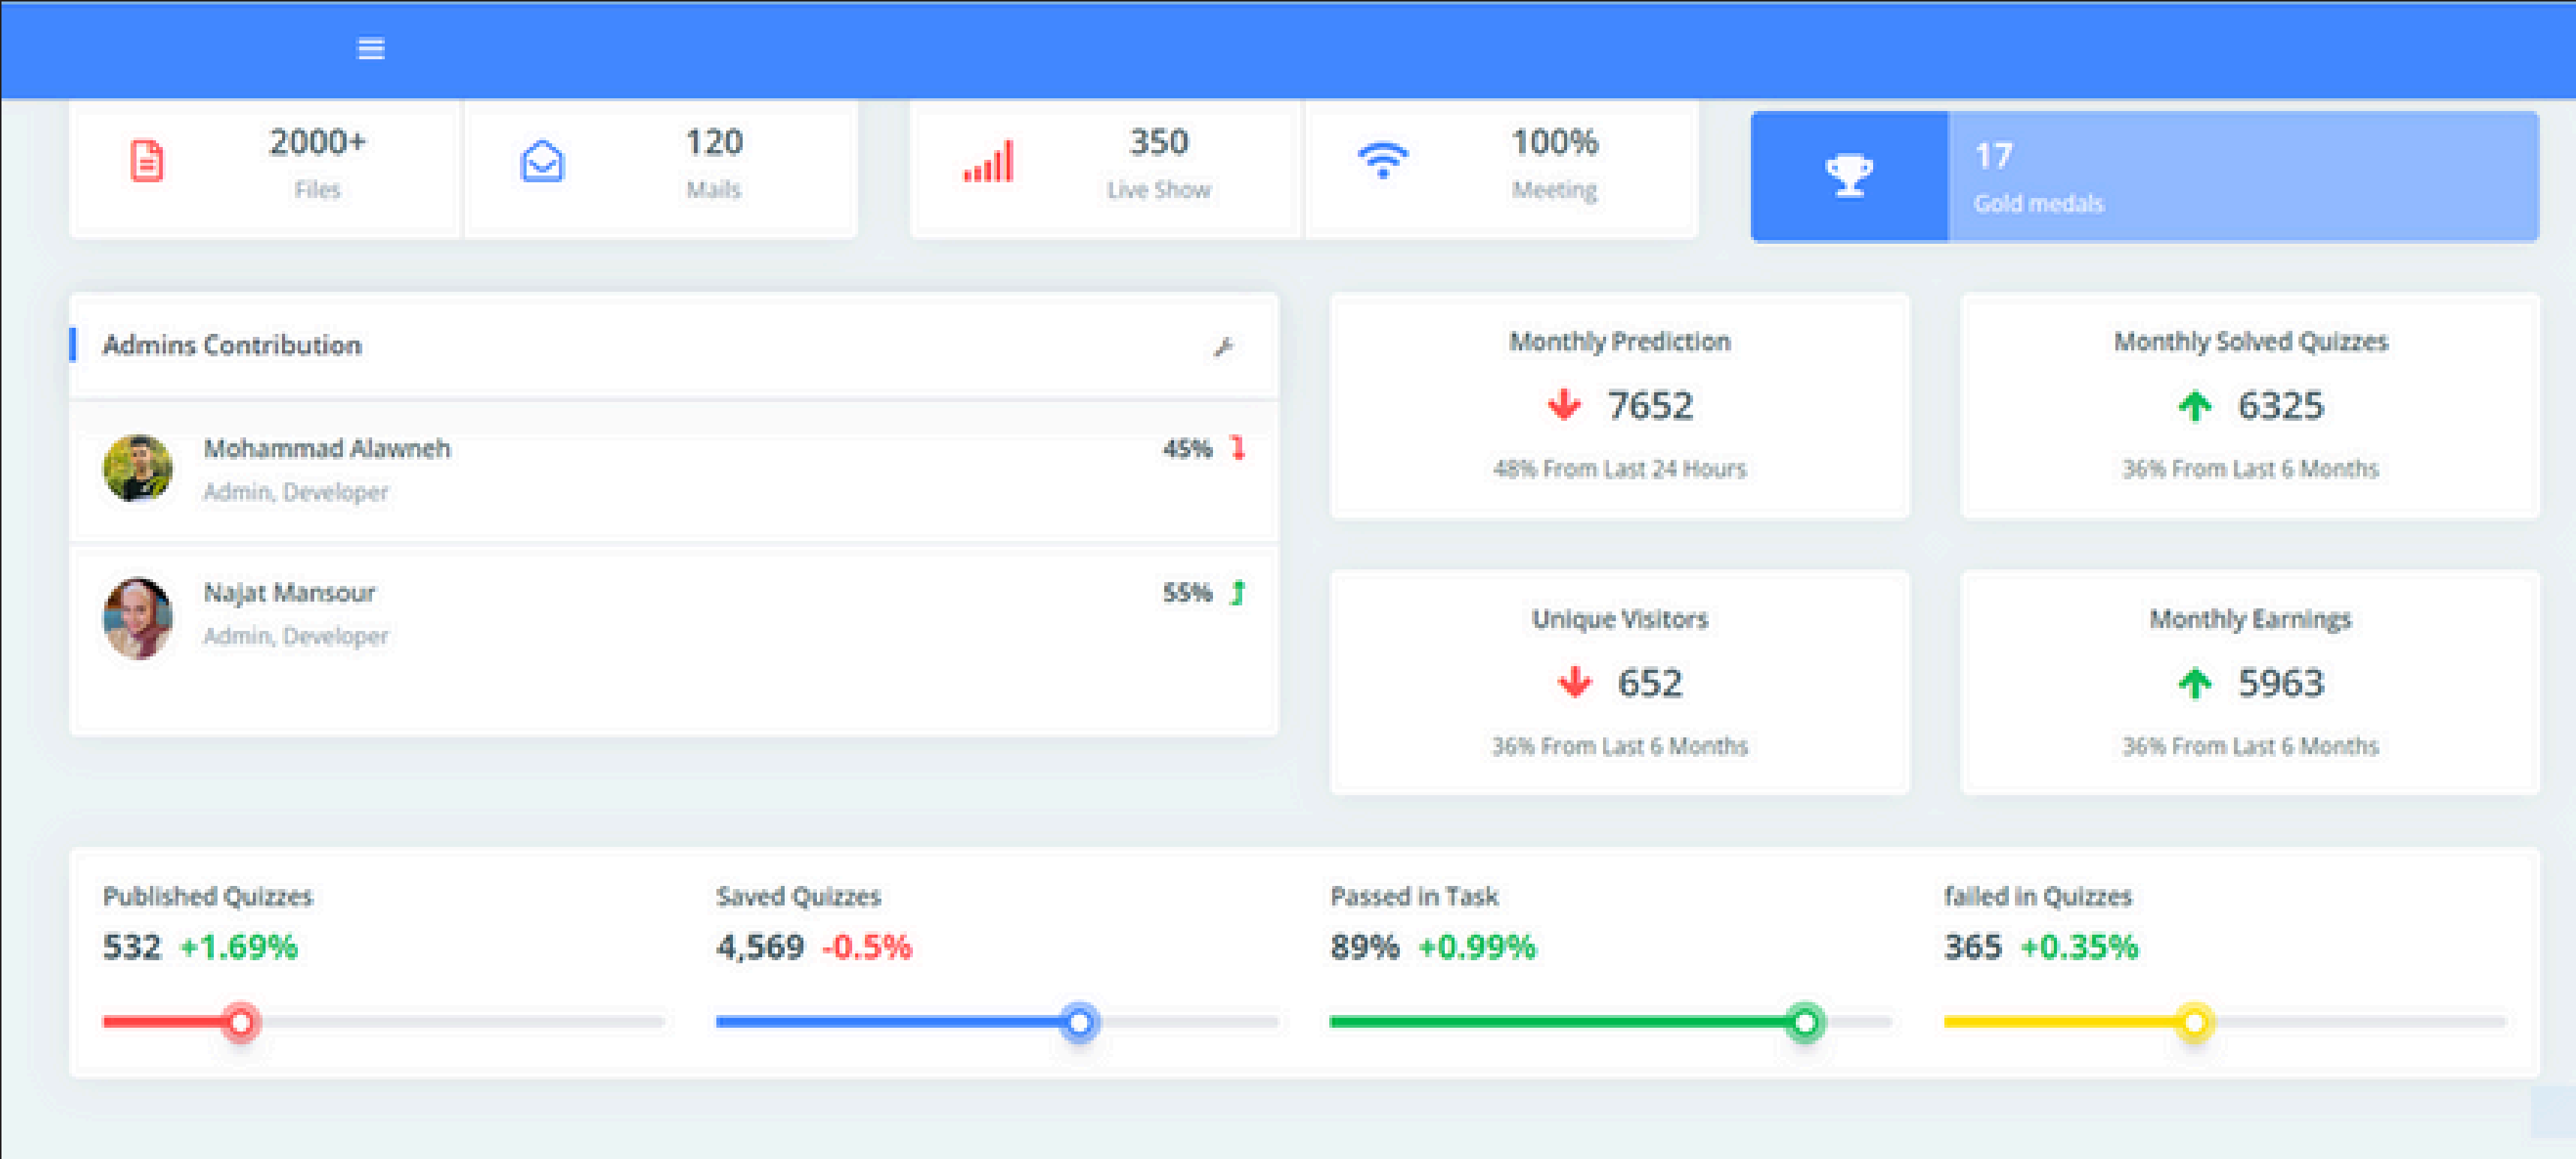 2000+
Files
120
Mails
350
Live Show
100%
Meeting
17
Gold medals
Admins Contribution
Mohammad Alawneh
45%
Admin, Developer
Najat Mansour
55%
Admin, Developer
Monthly Prediction
7652
48% From Last 24 Hours
Monthly Solved Quizzes
6325
36% From Last 6 Months
Unique Visitors
652
36% From Last 6 Months
Monthly Earnings
5963
36% From Last 6 Months
Published Quizzes
532 +1.69%
Saved Quizzes
4,569 -0.5%
Passed in Task
89% +0.99%
failed in Quizzes
365 +0.35%